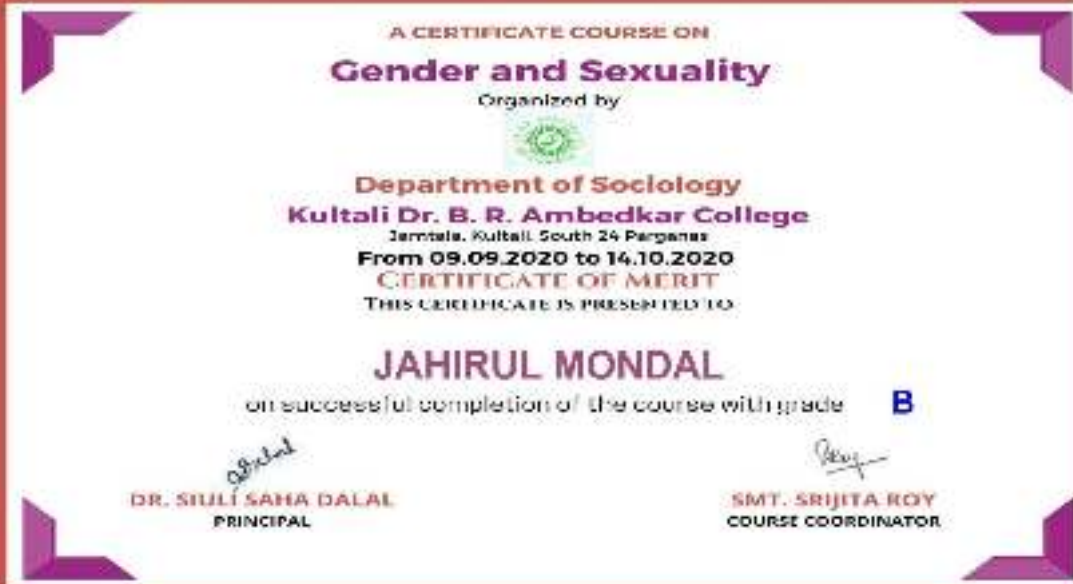 A CERTIFICATE COURSE ON
Gender and Sexuality
Organized by
Department of Sociology
Kultali Dr. B. R. Ambedkar College
Jamtala, Kultali, South 24 Parganas
From 09.09.2020 to 14.10.2020
CERTIFICATE OF MERIT
THIS CERTIFICATE IS PRESENTED TO
JAHIRUL MONDAL
on successful completion of the course with grade B
DR. SIULI SAHA DALAL
PRINCIPAL
SMT. SRIJITA ROY
COURSE COORDINATOR